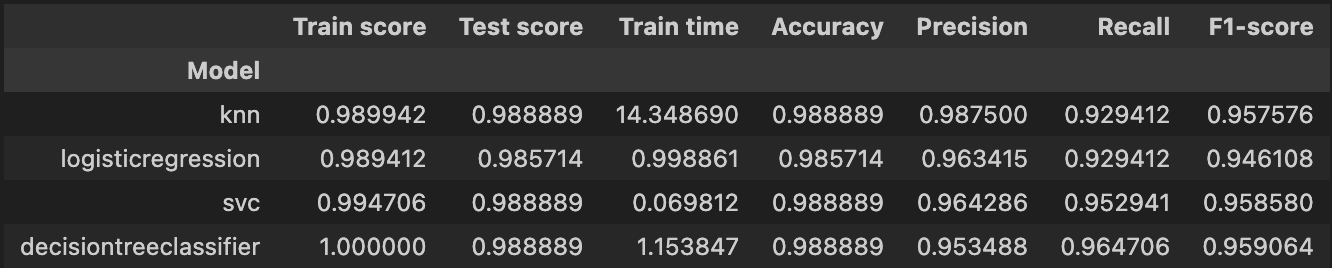 Train score Test score Train time Accuracy Precision Recall F1-score
Model
knn 0.989942 0.988889 14.348690 0.988889 0.987500 0.929412 0.957576
logisticregression 0.989412 0.985714 0.998861 0.985714 0.963415 0.929412 0.946108
svc 0.994706 0.988889 0.069812 0.988889 0.964286 0.952941 0.958580
decisiontreeclassifier 1.000000 0.988889 1.153847 0.988889 0.953488 0.964706 0.959064